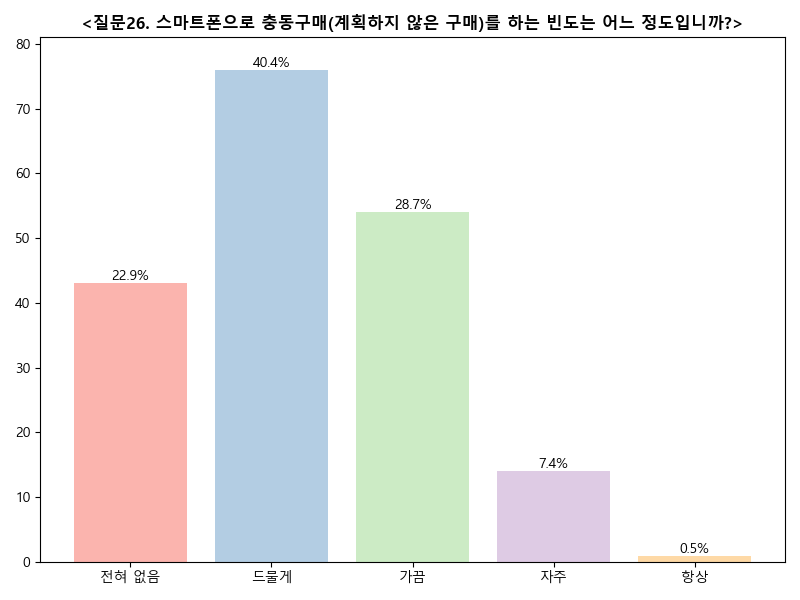 <질문26. 스마트폰으로 충동구매(계획하지 않은 구매)를 하는 빈도는 어느 정도입니까?>
80
70
60
50
40
30
20
10
0
22.9%
40.4%
28.7%
7.4%
0.5%
전혀 없음
드물게
가끔
자주
항상